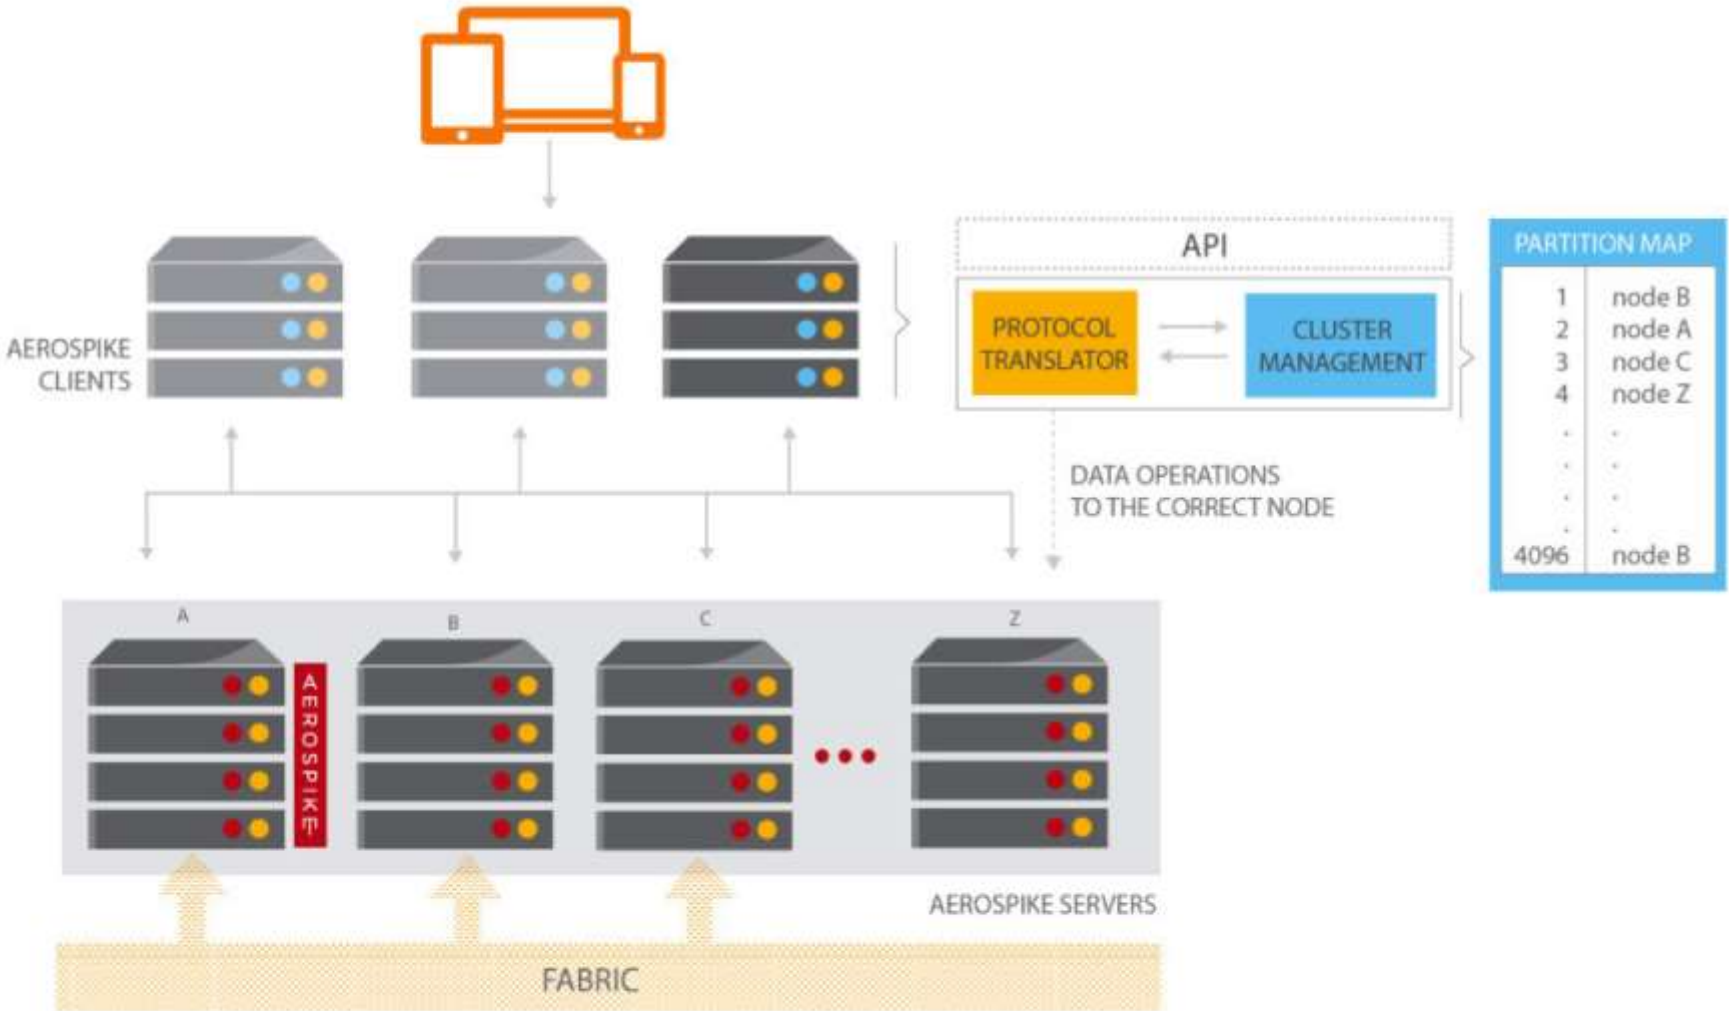 API
PARTITION MAP
1 node B
2 node A
3 node C
4 node Z
. .
. .
. .
. .
4096 node B
PROTOCOL
TRANSLATOR
CLUSTER
MANAGEMENT
AEROSPIKE
CLIENTS
DATA OPERATIONS
TO THE CORRECT NODE
A
B
C
Z
AEROSPIKE
AEROSPIKE SERVERS
FABRIC